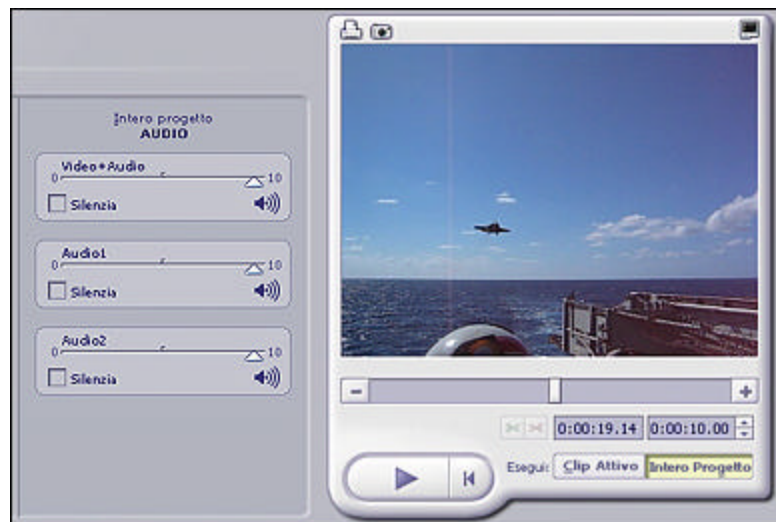 Intero progetto
AUDIO
Video+Audio
0 10
Silenzia
Audio1
0 10
Silenzia
Audio2
0 10
Silenzia
0:00:19.14 0:00:10.00
Esegui: Clip Attivo Intero Progetto